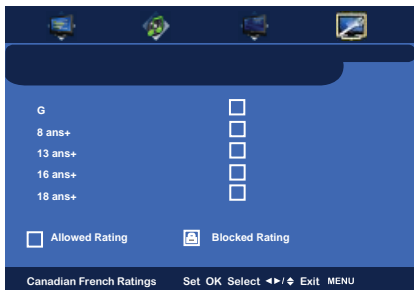 G
8 ans+
13 ans+
16 ans+
18 ans+
Allowed Rating Blocked Rating
Canadian French Ratings Set OK Select ◄►/◆ Exit MENU